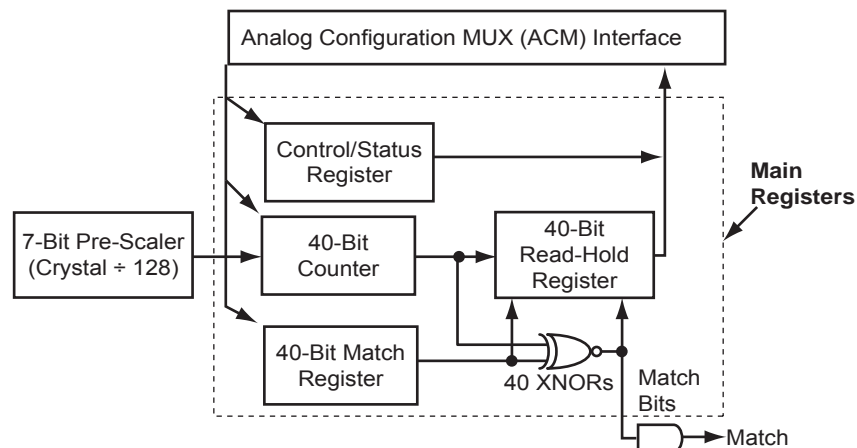 Analog Configuration MUX (ACM) Interface
Control/Status
Register
Main
Registers
7-Bit Pre-Scaler
(Crystal ÷ 128)
40-Bit
Counter
40-Bit
Read-Hold
Register
40-Bit Match
Register
40 XNORs
Match
Bits
Match